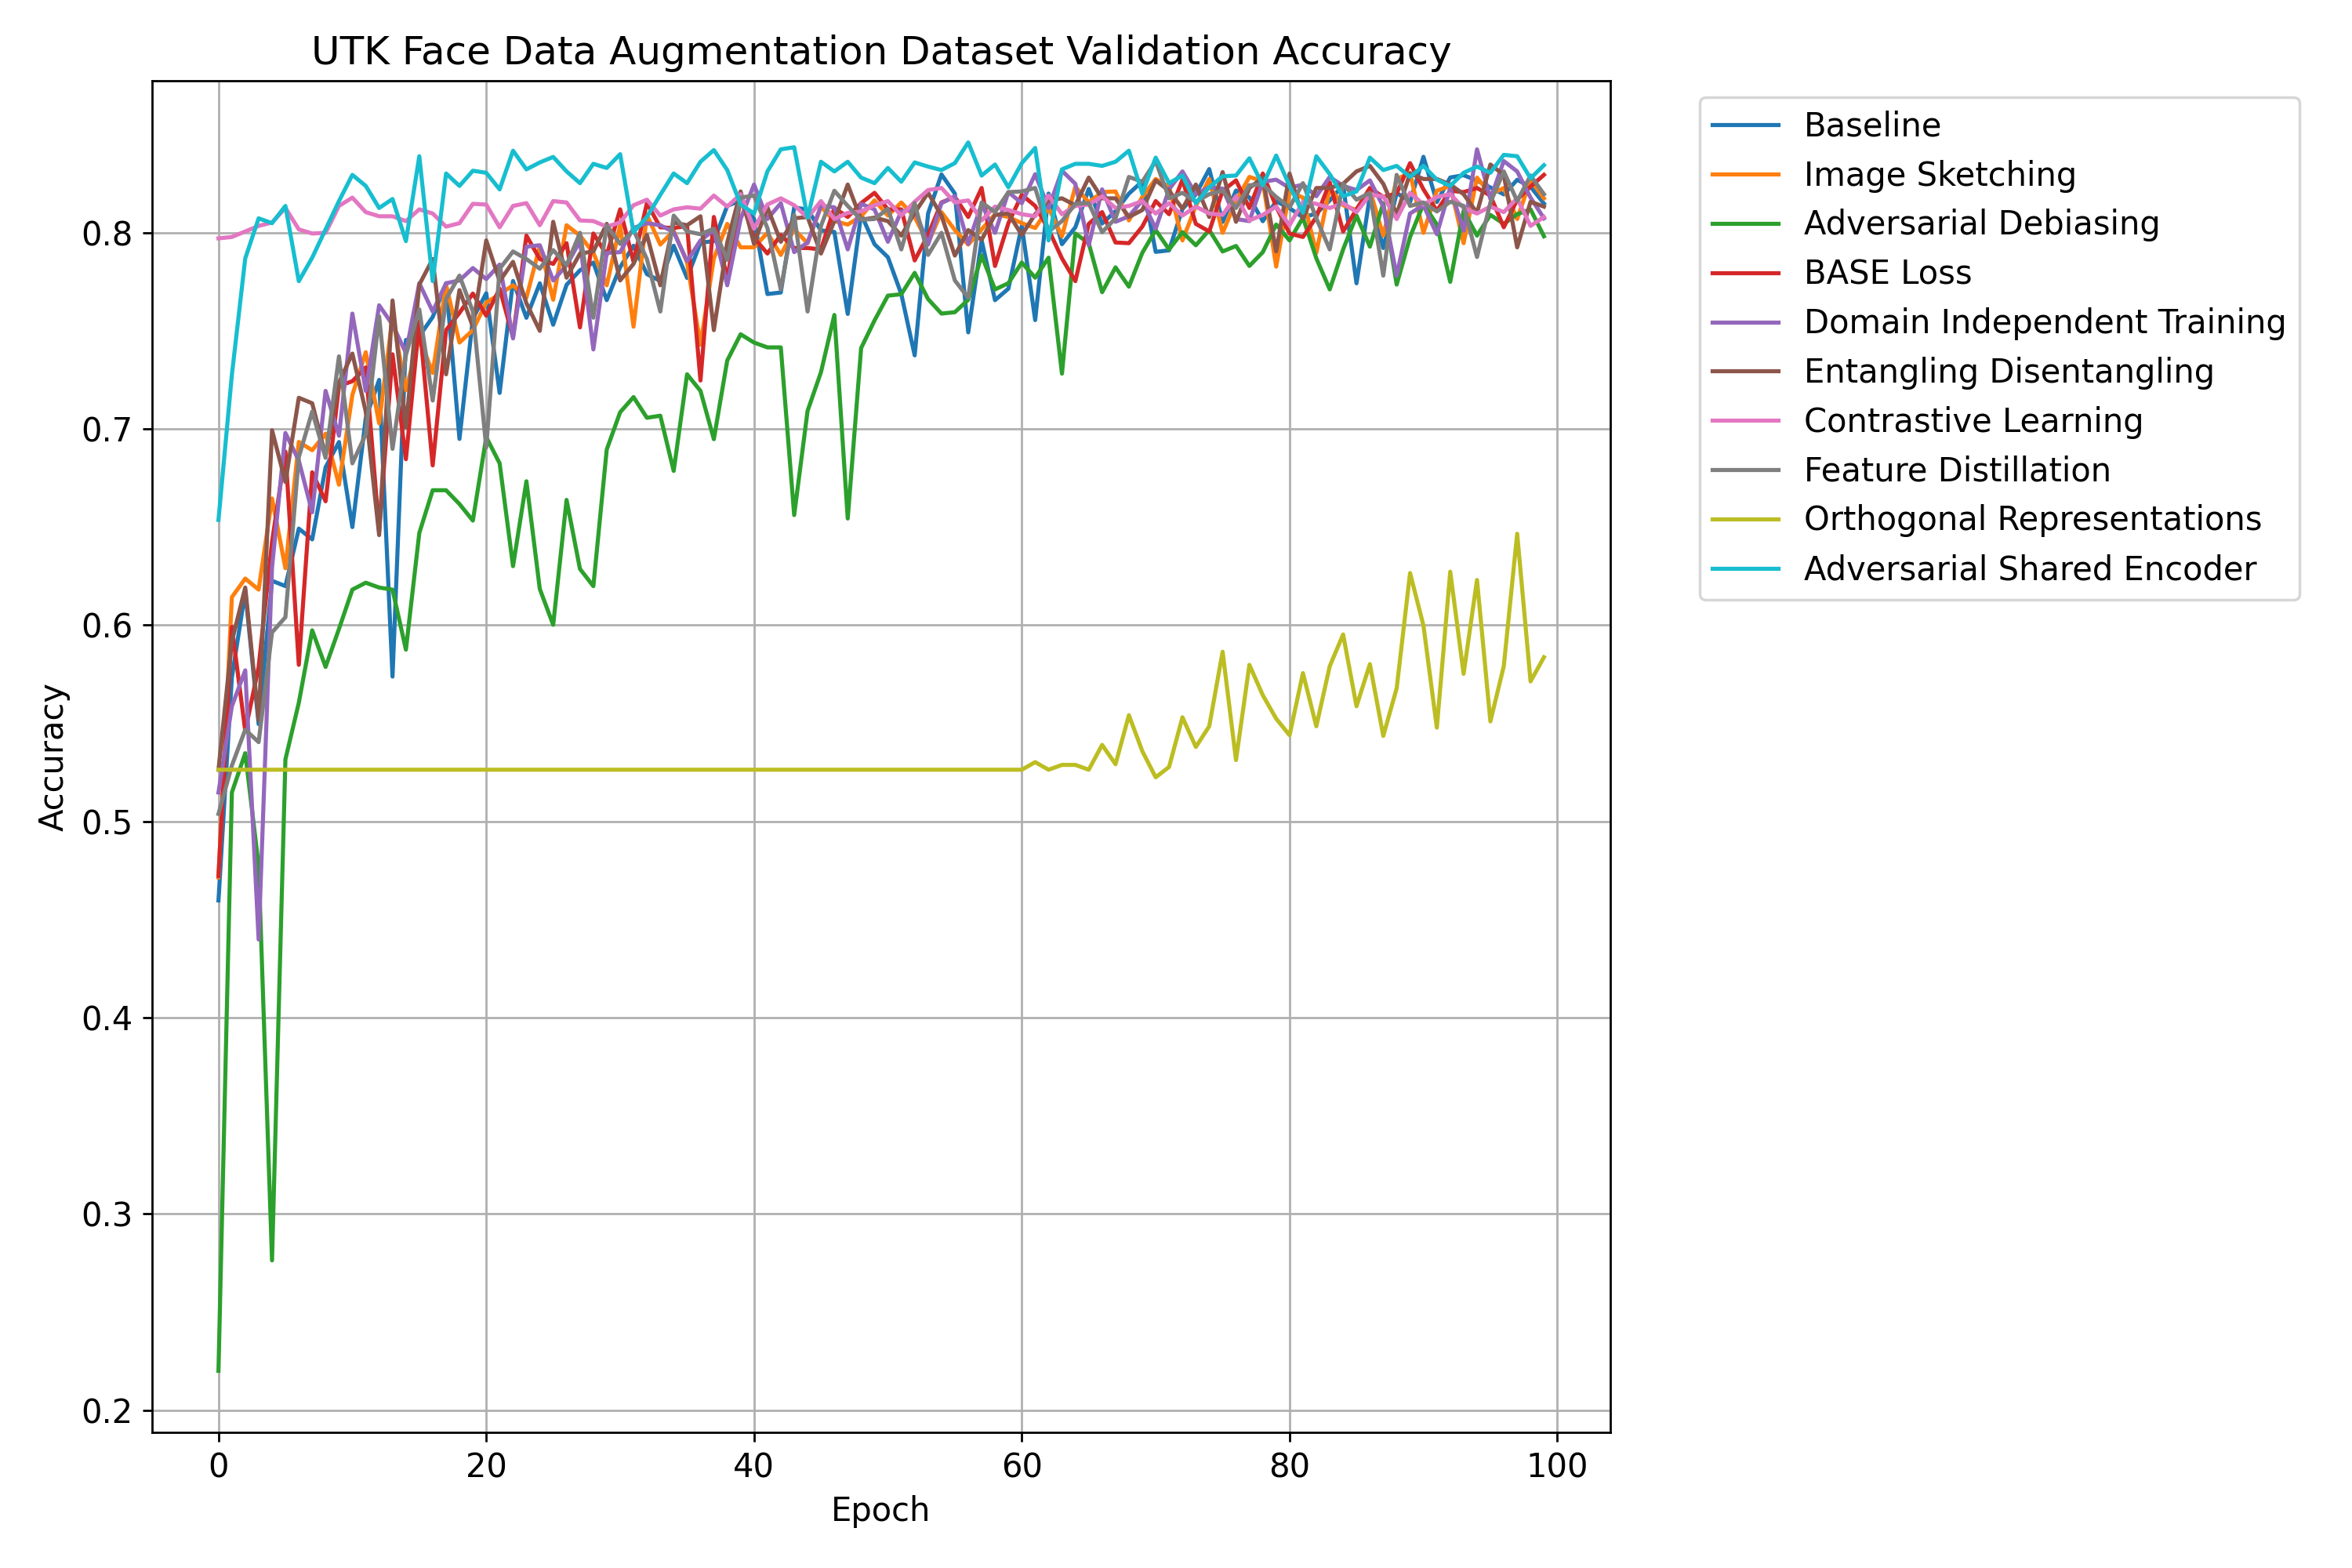 UTK Face Data Augmentation Dataset Validation Accuracy
Baseline
Image Sketching
Adversarial Debiasing
BASE Loss
Domain Independent Training
Entangling Disentangling
Contrastive Learning
Feature Distillation
Orthogonal Representations
Adversarial Shared Encoder
Accuracy
0.8
0.7
0.6
0.5
0.4
0.3
0.2
0 20 40 60 80 100
Epoch